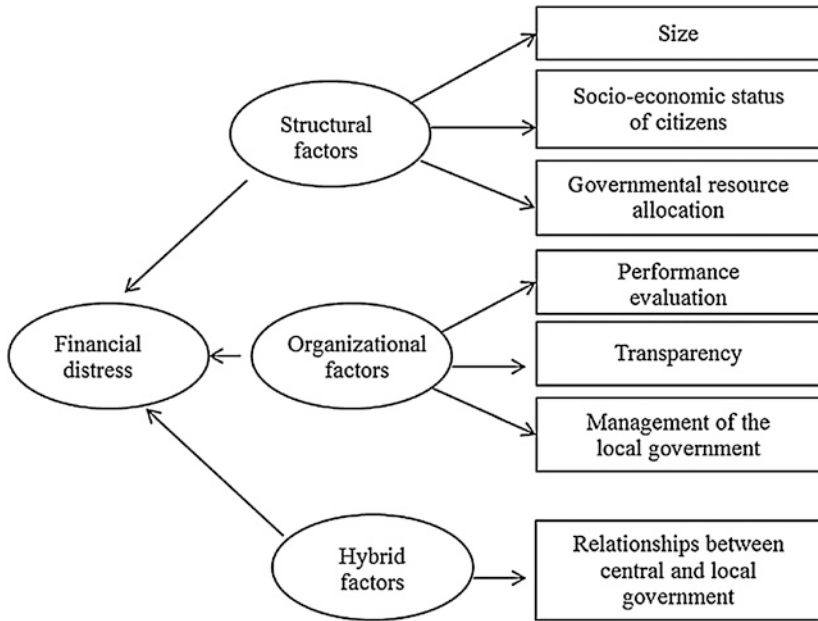 Size
Structural
factors
Socio-economic status
of citizens
Governmental resource
allocation
Financial
distress
Organizational
factors
Performance
evaluation
Transparency
Management of the
local government
Hybrid
factors
Relationships between
central and local
government